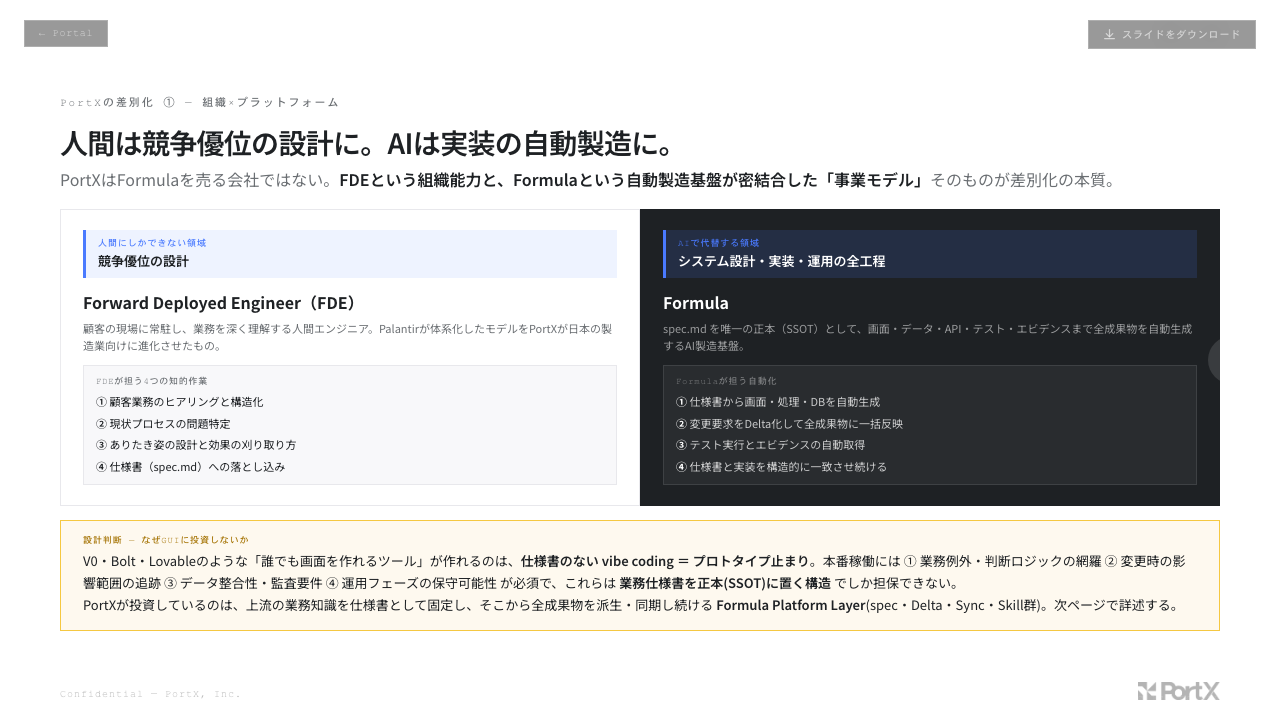 ← Portal
スライドをダウンロード
PortXの差別化 ① — 組織×プラットフォーム
人間は競争優位の設計に。AIは実装の自動製造に。
PortXはFormulaを売る会社ではない。FDEという組織能力と、Formulaという自動製造基盤が密結合した「事業モデル」そのものが差別化の本質。
人間にしかできない領域
競争優位の設計
Forward Deployed Engineer（FDE）
顧客の現場に常駐し、業務を深く理解する人間エンジニア。Palantirが体系化したモデルをPortXが日本の製
造業向けに進化させたもの。
FDEが担う4つの知的作業
① 顧客業務のヒアリングと構造化
② 現状プロセスの問題特定
③ ありたき姿の設計と効果の刈り取り方
④ 仕様書（spec.md）への落とし込み
AIで代替する領域
システム設計・実装・運用の全工程
Formula
spec.md を唯一の正本（SSOT）として、画面・データ・API・テスト・エビデンスまで全成果物を自動生成
するAI製造基盤。
Formulaが担う自動化
① 仕様書から画面・処理・DBを自動生成
② 変更要求をDelta化して全成果物に一括反映
③ テスト実行とエビデンスの自動取得
④ 仕様書と実装を構造的に一致させ続ける
設計判断 — なぜGUIに投資しないか
V0・Bolt・Lovableのような「誰でも画面を作れるツール」が作れるのは、仕様書のない vibe coding ＝ プロトタイプ止まり。本番稼働には ① 業務例外・判断ロジックの網羅 ② 変更時の影
響範囲の追跡 ③ データ整合性・監査要件 ④ 運用フェーズの保守可能性 が必須で、これらは 業務仕様書を正本(SSOT)に置く構造 でしか担保できない。
PortXが投資しているのは、上流の業務知識を仕様書として固定し、そこから全成果物を派生・同期し続ける Formula Platform Layer(spec・Delta・Sync・Skill群)。次ページで詳述する。
Confidential — PortX, Inc.
PortX